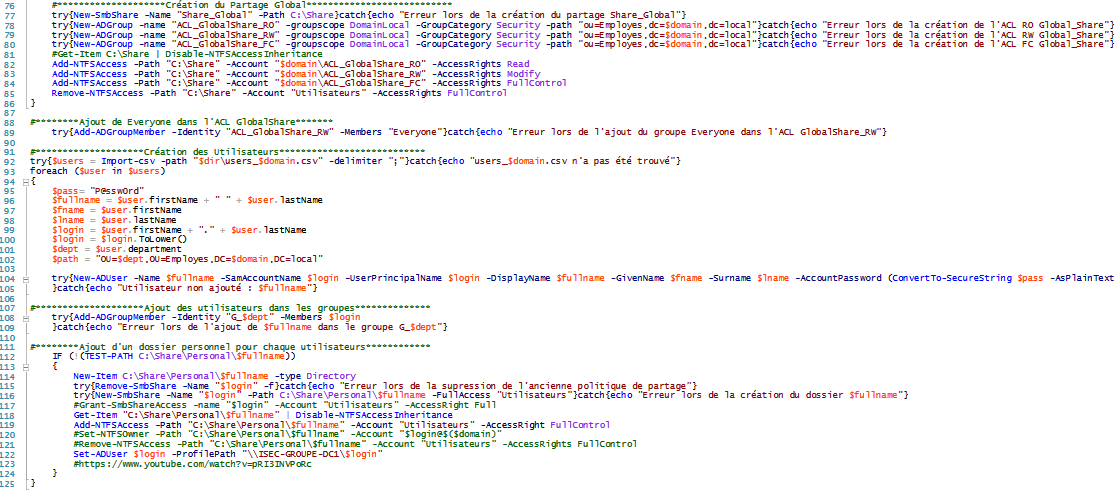 76 #**********************Création du Partage Global****************************
77 try{New-SmbShare -Name "Share_Global" -Path C:\Share}catch{echo "Erreur lors de la création du partage Share_Global"}
78 try{New-ADGroup -name "ACL_GlobalShare_RO" -groupscope DomainLocal -GroupCategory Security -path "ou=Employes,dc=$domain,dc=local"}catch{echo "Erreur lors de la création de l'ACL RO Global_Share"}
79 try{New-ADGroup -name "ACL_GlobalShare_RW" -groupscope DomainLocal -GroupCategory Security -path "ou=Employes,dc=$domain,dc=local"}catch{echo "Erreur lors de la création de l'ACL RW Global_Share"}
80 try{New-ADGroup -name "ACL_GlobalShare_FC" -groupscope DomainLocal -GroupCategory Security -path "ou=Employes,dc=$domain,dc=local"}catch{echo "Erreur lors de la création de l'ACL FC Global_Share"}
81 #Get-Item C:\Share | Disable-NTFSAccessInheritance
82 Add-NTFSAccess -Path "C:\Share" -Account "$domain\ACL_GlobalShare_RO" -AccessRights Read
83 Add-NTFSAccess -Path "C:\Share" -Account "$domain\ACL_GlobalShare_RW" -AccessRights Modify
84 Add-NTFSAccess -Path "C:\Share" -Account "$domain\ACL_GlobalShare_FC" -AccessRights FullControl
85 Remove-NTFSAccess -Path "C:\Share" -Account "Utilisateurs" -AccessRights FullControl
86 }
87
88 #********Ajout de Everyone dans l'ACL GlobalShare*******
89 try{Add-ADGroupMember -Identity "ACL_GlobalShare_RW" -Members "Everyone"}catch{echo "Erreur lors de l'ajout du groupe Everyone dans l'ACL GlobalShare_RW"}
90
91 #*********************Création des Utilisateurs****************************
92 try{$users = Import-csv -path "$dir\users_$domain.csv" -delimiter ";"}catch{echo "users_$domain.csv n'a pas été trouvé"}
93 foreach ($user in $users)
94 {
95 $pass= "P@ssw0rd"
96 $fullname = $user.firstName + " " + $user.lastName
97 $fname = $user.firstName
98 $lname = $user.lastName
99 $login = $user.firstName + "." + $user.lastName
100 $login = $login.ToLower()
101 $dept = $user.department
102 $path = "OU=$dept,OU=Employes,DC=$domain,DC=local"
103
104 try{New-ADUser -Name $fullname -SamAccountName $login -UserPrincipalName $login -DisplayName $fullname -GivenName $fname -Surname $lname -AccountPassword (ConvertTo-SecureString $pass -AsPlainText
105 }catch{echo "Utilisateur non ajouté : $fullname"}
106
107 #*********************Ajout des utilisateurs dans les groupes***************
108 try{Add-ADGroupMember -Identity "G_$dept" -Members $login
109 }catch{echo "Erreur lors de l'ajout de $fullname dans le groupe G_$dept"}
110
111 #********Ajout d'un dossier personnel pour chaque utilisateurs************
112 IF (!(TEST-PATH C:\Share\Personal\$fullname))
113 {
114 New-Item C:\Share\Personal\$fullname -type Directory
115 try{Remove-SmbShare -Name "$login" -f}catch{echo "Erreur lors de la supression de l'ancienne politique de partage"}
116 try{New-SmbShare -Name "$login" -Path C:\Share\Personal\$fullname -FullAccess "Utilisateurs"}catch{echo "Erreur lors de la création du dossier $fullname"}
117 #Grant-SmbShareAccess -name "$login" -Account "Utilisateurs" -AccessRight Full
118 Get-Item "C:\Share\Personal\$fullname" | Disable-NTFSAccessInheritance
119 Add-NTFSAccess -Path "C:\Share\Personal\$fullname" -Account "Utilisateurs" -AccessRight FullControl
120 #Set-NTFSOwner -Path "C:\Share\Personal\$fullname" -Account "$login@$($domain)"
121 #Remove-NTFSAccess -Path "C:\Share\Personal\$fullname" -Account "Utilisateurs" -AccessRights FullControl
122 Set-ADUser $login -ProfilePath "\\ISEC-GROUPE-DC1\$login"
123 #https://www.youtube.com/watch?v=pRI3INVPoRc
124 }
125 }